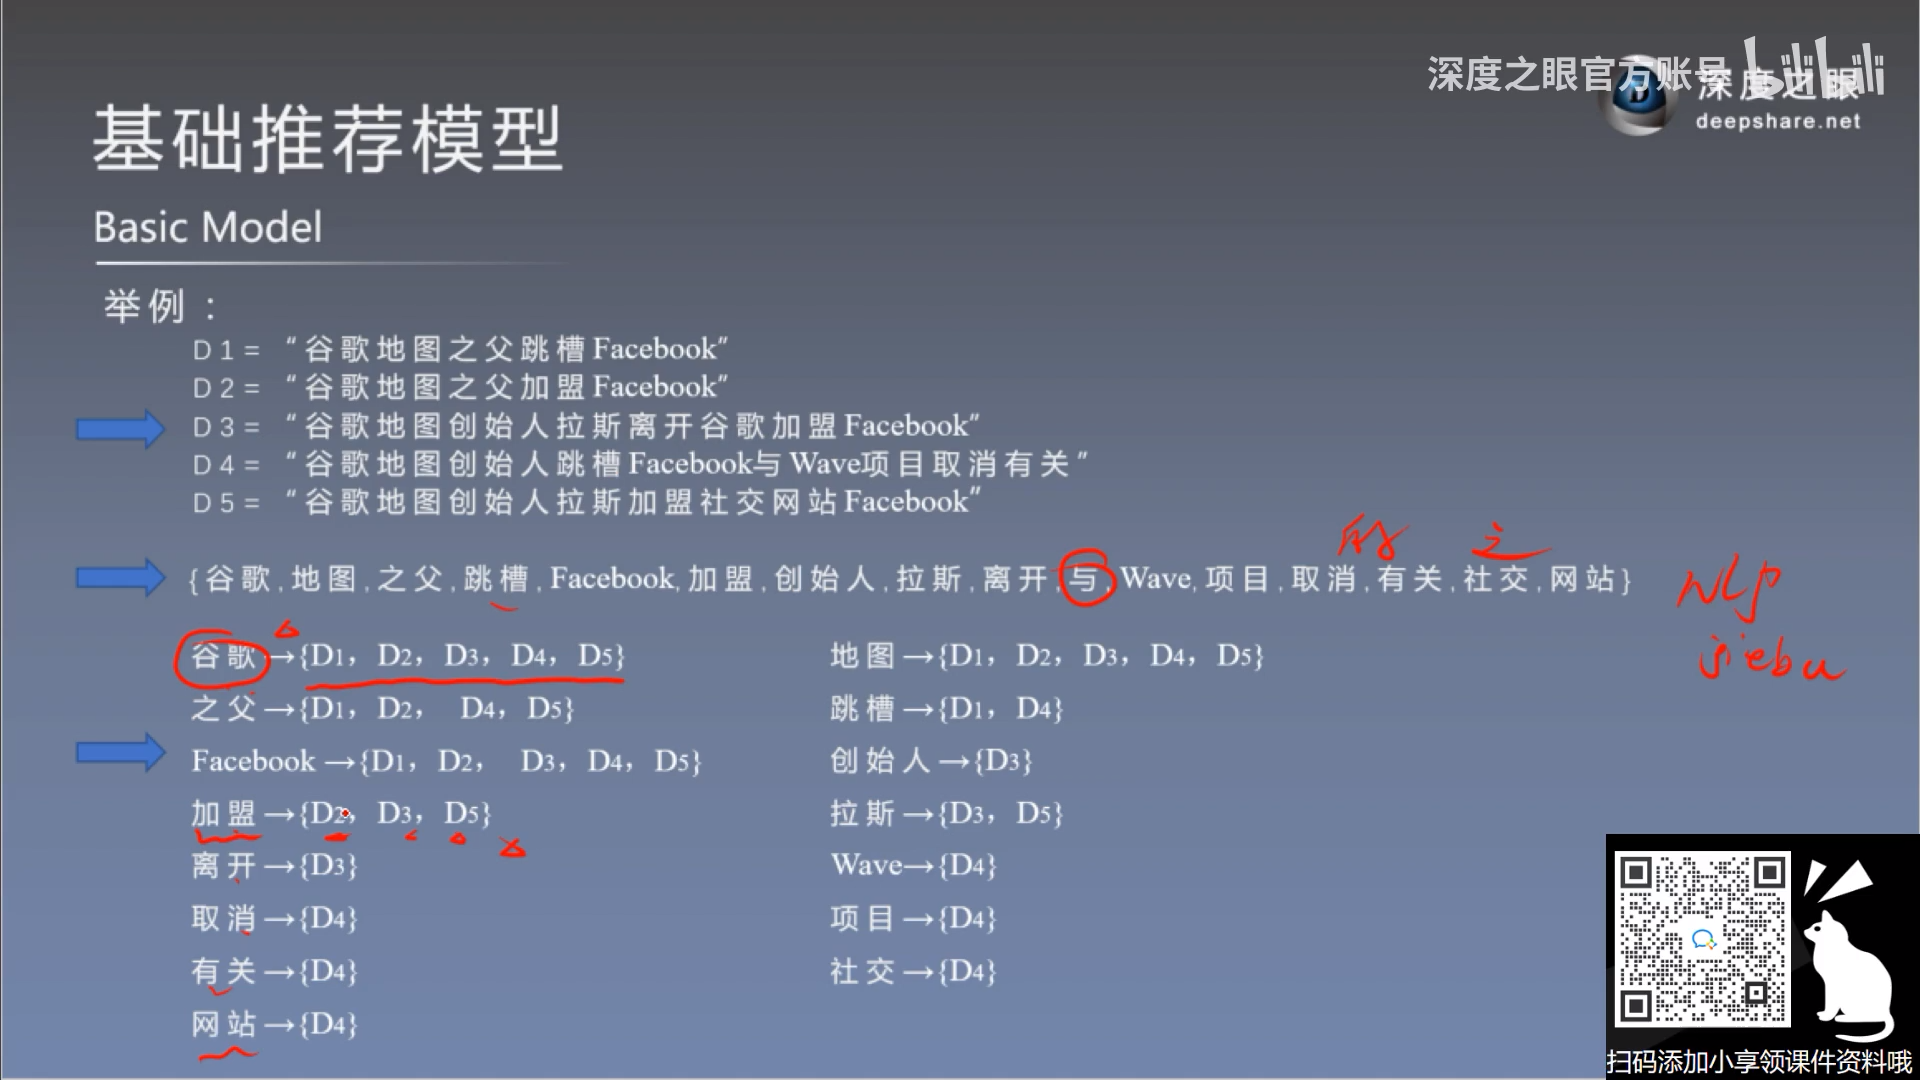 深度之眼官方账号 bilibili
深度之眼
deepshare.net
基础推荐模型
Basic Model
举例：
D1= “谷歌地图之父跳槽Facebook”
D2= “谷歌地图之父加盟Facebook”
D3= “谷歌地图创始人拉斯离开谷歌加盟Facebook”
D4= “谷歌地图创始人跳槽Facebook与Wave项目取消有关”
D5= “谷歌地图创始人拉斯加盟社交网站Facebook”
的 之
{谷歌,地图,之父,跳槽,Facebook,加盟,创始人,拉斯,离开,与,Wave,项目,取消,有关,社交,网站}
NLP
jieba
谷歌→{D1，D2，D3，D4，D5} 地图→{D1，D2，D3，D4，D5}
之父→{D1，D2， D4，D5} 跳槽→{D1，D4}
Facebook→{D1，D2， D3，D4，D5} 创始人→{D3}
加盟→{D2，D3，D5} 拉斯→{D3，D5}
离开→{D3} Wave→{D4}
取消→{D4} 项目→{D4}
有关→{D4} 社交→{D4}
网站→{D4}
扫码添加小享领课件资料哦